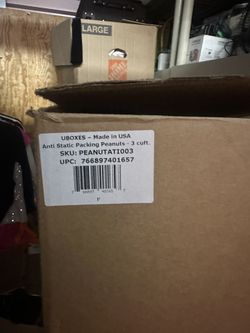 LARGE
UBOXES – Made in USA
Anti Static Packing Peanuts - 3 cuft.
SKU: PEANUTATI003
UPC: 766897401657